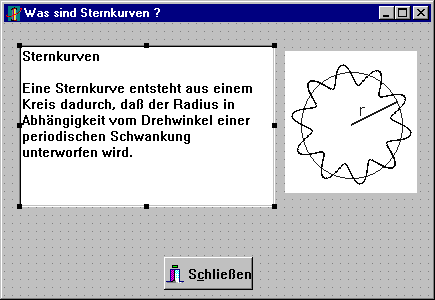 Was sind Sternkurven ?
Sternkurven
Eine Sternkurve entsteht aus einem
Kreis dadurch, daß der Radius in
Abhängigkeit vom Drehwinkel einer
periodischen Schwankung
unterworfen wird.
r
Schließen